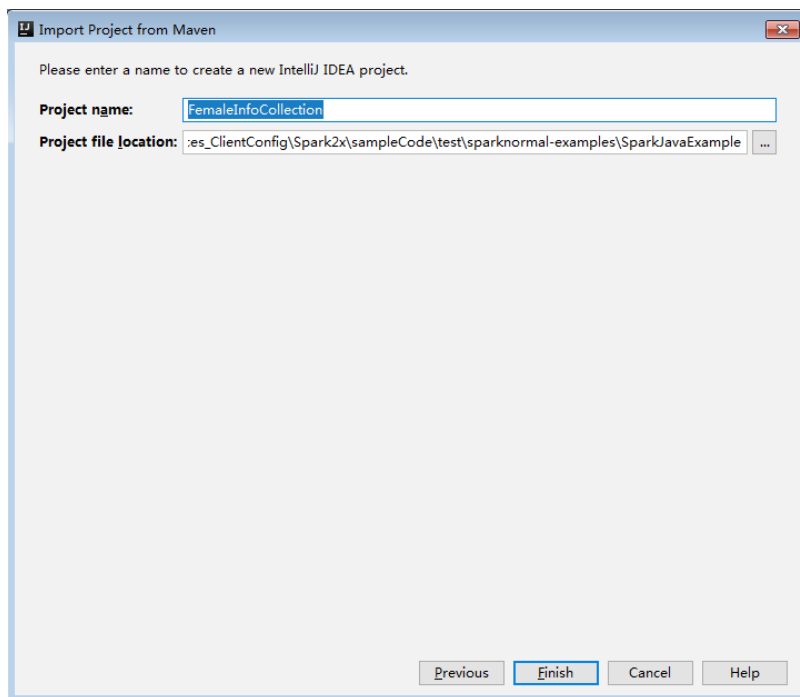 IJ Import Project from Maven
Please enter a name to create a new IntelliJ IDEA project.
Project name: FemaleInfoCollection
Project file location: :es_ClientConfig\Spark2x\sampleCode\test\sparknormal-examples\SparkJavaExample ...
Previous Finish Cancel Help